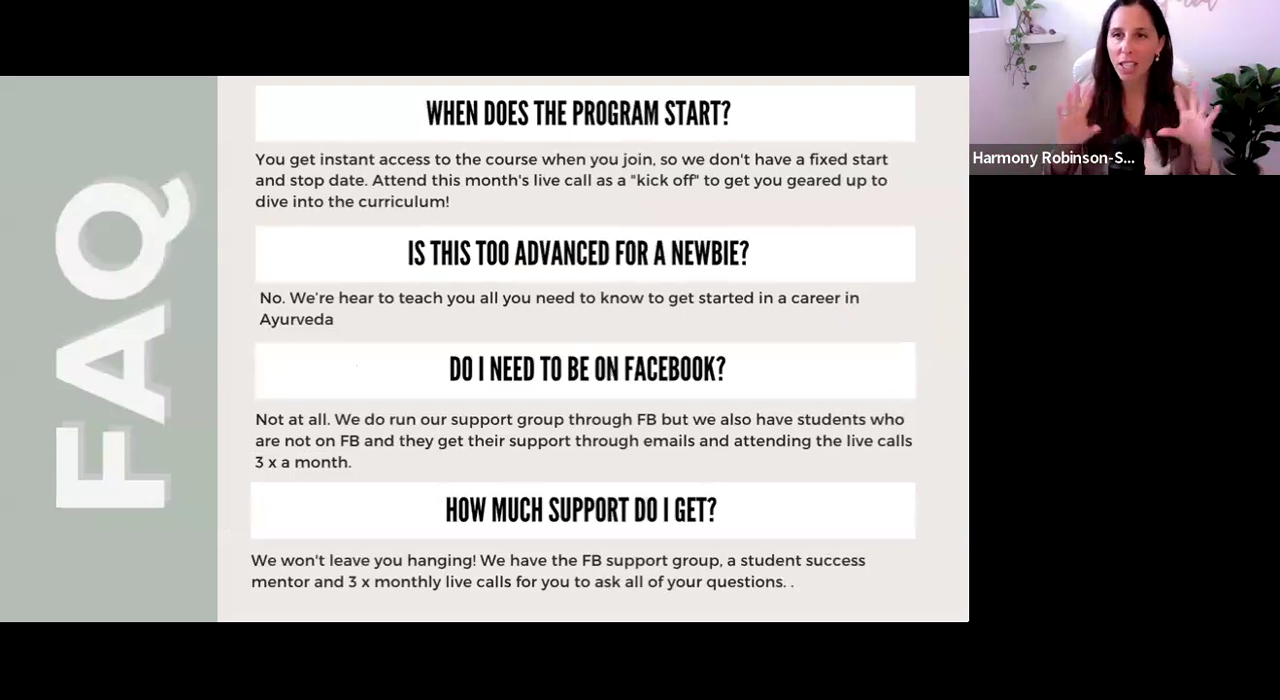 FAQ
WHEN DOES THE PROGRAM START?
You get instant access to the course when you join, so we don't have a fixed start
and stop date. Attend this month's live call as a "kick off" to get you geared up to
dive into the curriculum!
IS THIS TOO ADVANCED FOR A NEWBIE?
No. We're hear to teach you all you need to know to get started in a career in
Ayurveda
DO I NEED TO BE ON FACEBOOK?
Not at all. We do run our support group through FB but we also have students who
are not on FB and they get their support through emails and attending the live calls
3 x a month.
HOW MUCH SUPPORT DO I GET?
We won't leave you hanging! We have the FB support group, a student success
mentor and 3 x monthly live calls for you to ask all of your questions. .
Harmony Robinson-S...